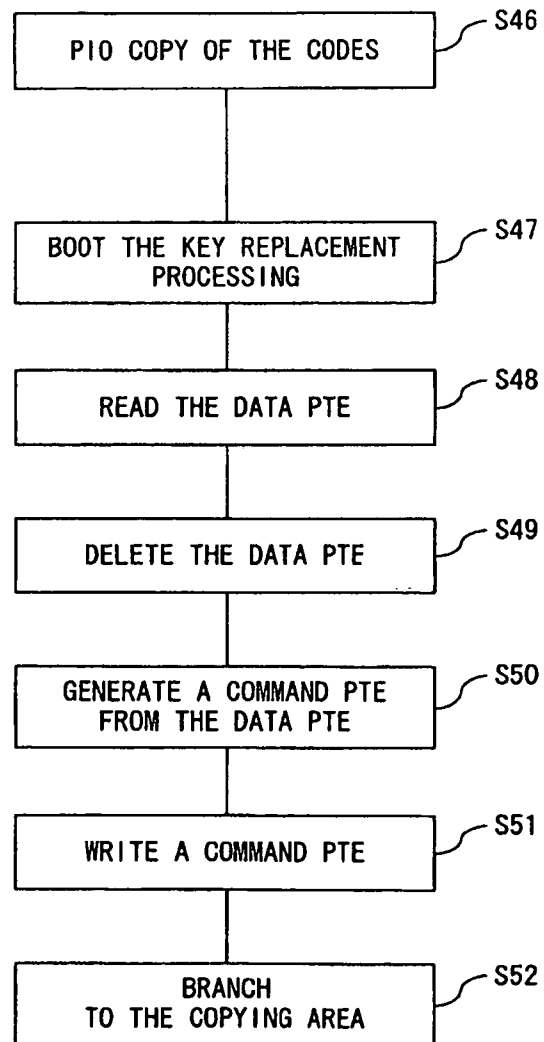 PIO COPY OF THE CODES
S46
BOOT THE KEY REPLACEMENT
PROCESSING
S47
READ THE DATA PTE
S48
DELETE THE DATA PTE
S49
GENERATE A COMMAND PTE
FROM THE DATA PTE
S50
WRITE A COMMAND PTE
S51
BRANCH
TO THE COPYING AREA
S52